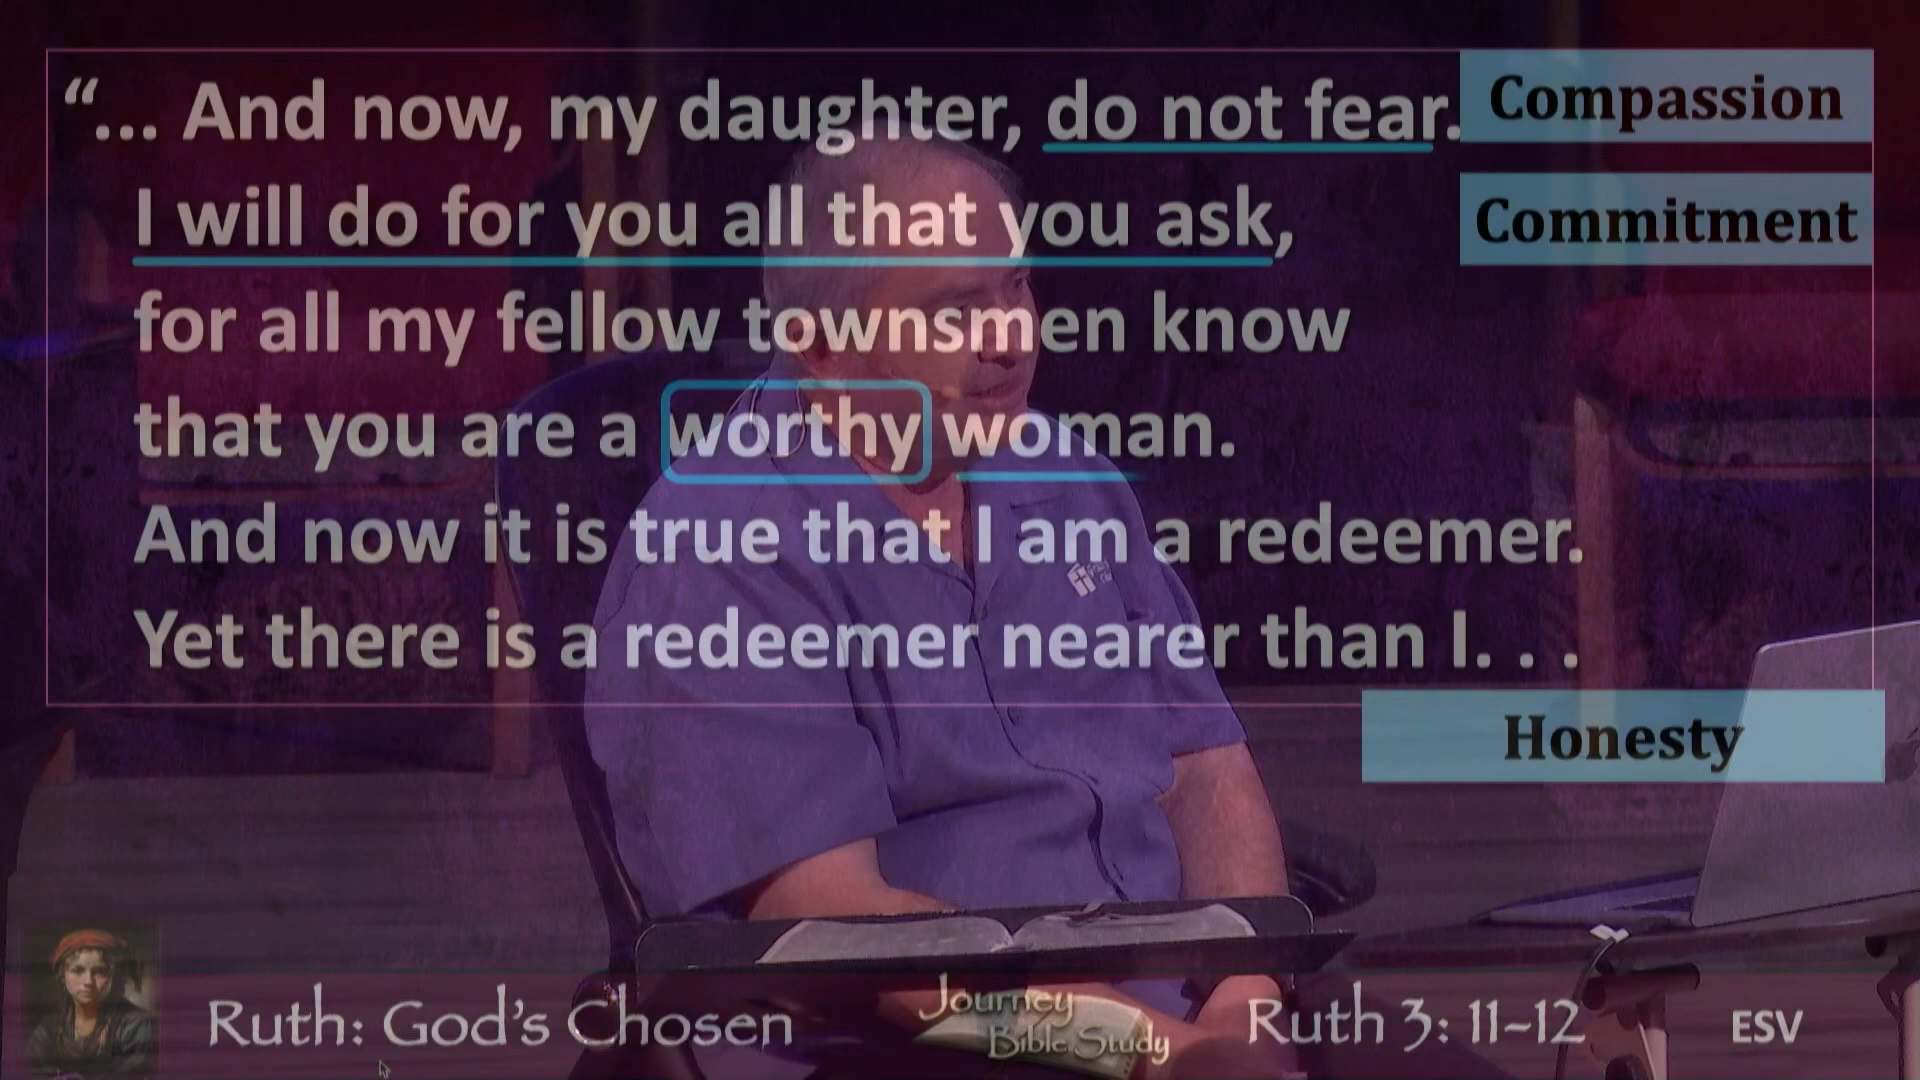 “... And now, my daughter, do not fear.
Compassion
I will do for you all that you ask,
Commitment
for all my fellow townsmen know
that you are a worthy woman.
And now it is true that I am a redeemer.
Yet there is a redeemer nearer than I. . .
Honesty
Ruth: God’s Chosen
Journey
Bible Study
Ruth 3: 11-12
ESV